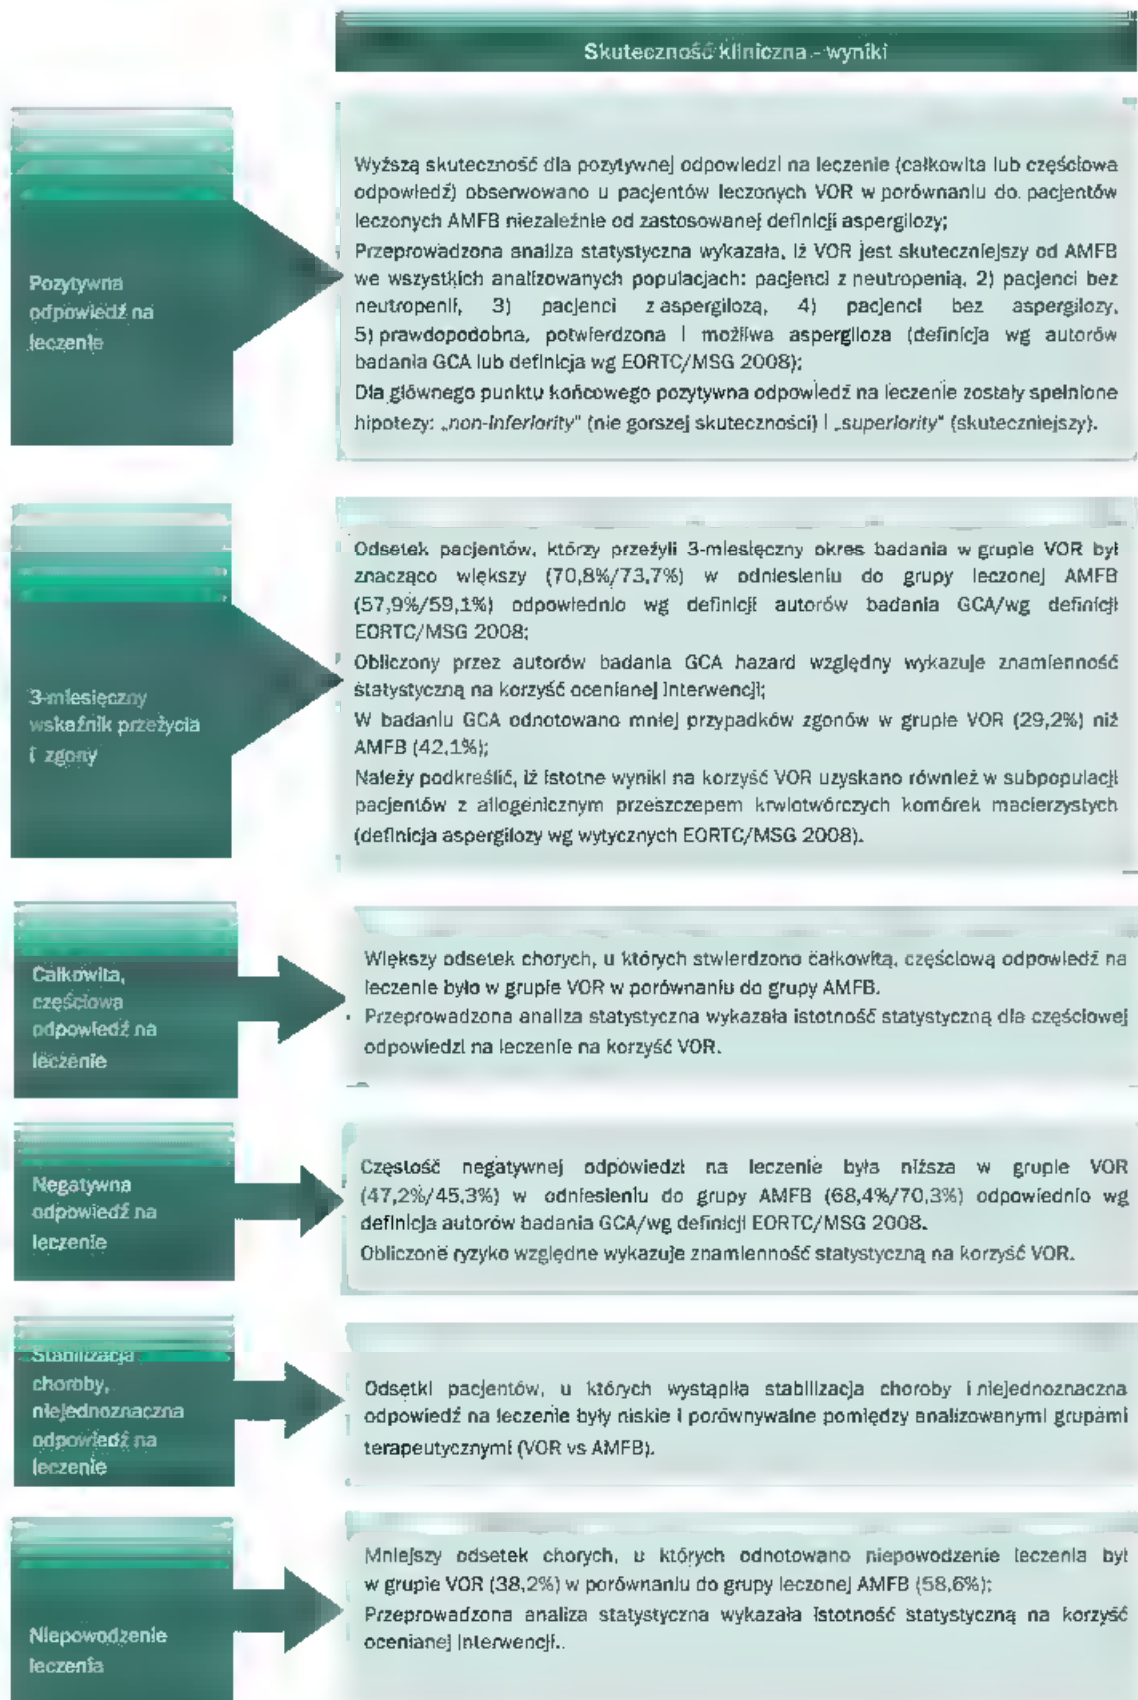 Skuteczność kliniczna - wyniki
Pozytywna
odpowiedź na
leczenie
Wyższą skuteczność dla pozytywnej odpowiedzi na leczenie (całkowita lub częściowa
odpowiedź) obserwowano u pacjentów leczonych VOR w porównaniu do. pacjentów
leczonych AMFB niezależnie od zastosowanej definicji aspergilozy;
Przeprowadzona analiza statystyczna wykazała, iż VOR jest skuteczniejszy od AMFB
we wszystkich analizowanych populacjach: pacjenci z neutropenią, 2) pacjenci bez
neutropenii, 3) pacjenci z aspergilozą, 4) pacjenci bez aspergilozy,
5) prawdopodobna, potwierdzona i możliwa aspergiloza (definicja wg autorów
badania GCA lub definicja wg EORTC/MSG 2008);
Dla głównego punktu końcowego pozytywna odpowiedź na leczenie zostały spełnione
hipotezy: „non-inferiority" (nie gorszej skuteczności) i „superiority" (skuteczniejszy).
3-miesięczny
wskaźnik przeżycia
i zgony
Odsetek pacjentów, którzy przeżyli 3-miesięczny okres badania w grupie VOR był
znacząco większy (70,8%/73,7%) w odniesieniu do grupy leczonej AMFB
(57,9%/59,1%) odpowiednio wg definicji autorów badania GCA/wg definicji
EORTC/MSG 2008;
Obliczony przez autorów badania GCA hazard względny wykazuje znamienność
statystyczną na korzyść ocenianej interwencji;
W badaniu GCA odnotowano mniej przypadków zgonów w grupie VOR (29,2%) niż
AMFB (42,1%);
Należy podkreślić, iż istotne wyniki na korzyść VOR uzyskano również w subpopulacji
pacjentów z allogenicznym przeszczepem krwiotwórczych komórek macierzystych
(definicja aspergilozy wg wytycznych EORTC/MSG 2008).
Całkowita,
częściowa
odpowiedź na
leczenie
Większy odsetek chorych, u których stwierdzono całkowitą, częściową odpowiedź na
leczenie było w grupie VOR w porównaniu do grupy AMFB.
• Przeprowadzona analiza statystyczna wykazała istotność statystyczną dla częściowej
odpowiedzi na leczenie na korzyść VOR.
Negatywna
odpowiedź na
leczenie
Częstość negatywnej odpowiedzi na leczenie była niższa w grupie VOR
(47,2%/45,3%) w odniesieniu do grupy AMFB (68,4%/70,3%) odpowiednio wg
definicja autorów badania GCA/wg definicji EORTC/MSG 2008.
Obliczone ryzyko względne wykazuje znamienność statystyczną na korzyść VOR.
Stabilizacja
choroby,
niejednoznaczna
odpowiedź na
leczenie
Odsetki pacjentów, u których wystąpiła stabilizacja choroby i niejednoznaczna
odpowiedź na leczenie były niskie i porównywalne pomiędzy analizowanymi grupami
terapeutycznymi (VOR vs AMFB).
Niepowodzenie
leczenia
Mniejszy odsetek chorych, u których odnotowano niepowodzenie leczenia był
w grupie VOR (38,2%) w porównaniu do grupy leczonej AMFB (58,6%);
Przeprowadzona analiza statystyczna wykazała istotność statystyczną na korzyść
ocenianej interwencji..